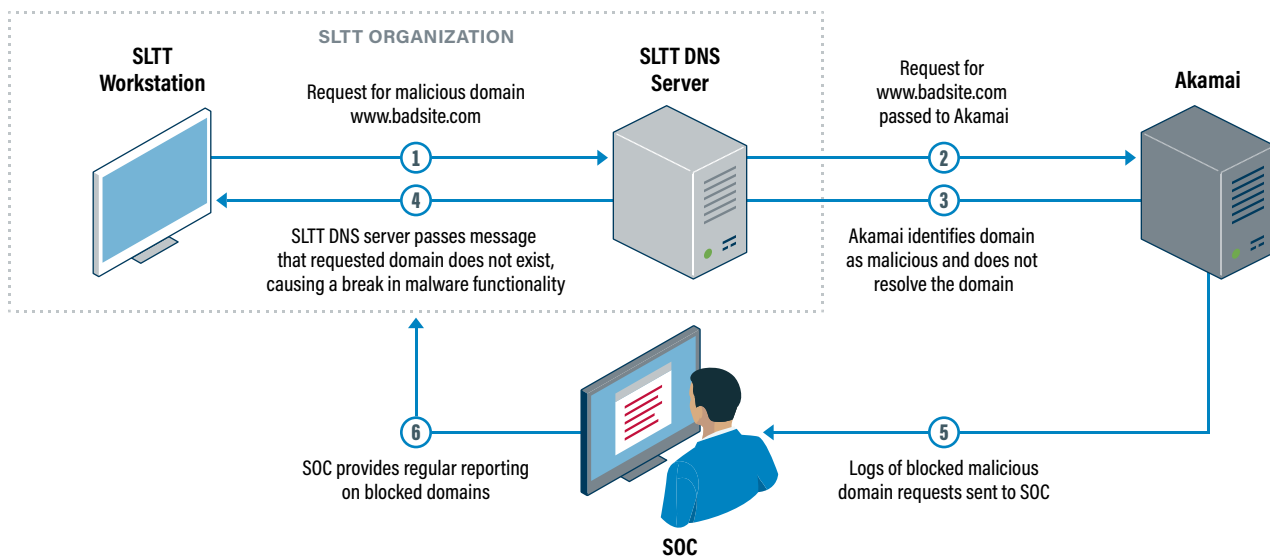 SLTT ORGANIZATION
SLTT
Workstation
Request for malicious domain
www.badsite.com
SLTT DNS
Server
Request for
www.badsite.com
passed to Akamai
Akamai
1
2
4
3
SLTT DNS server passes message
that requested domain does not exist,
causing a break in malware functionality
Akamai identifies domain
as malicious and does not
resolve the domain
6
SOC provides regular reporting
on blocked domains
5
Logs of blocked malicious
domain requests sent to SOC
SOC